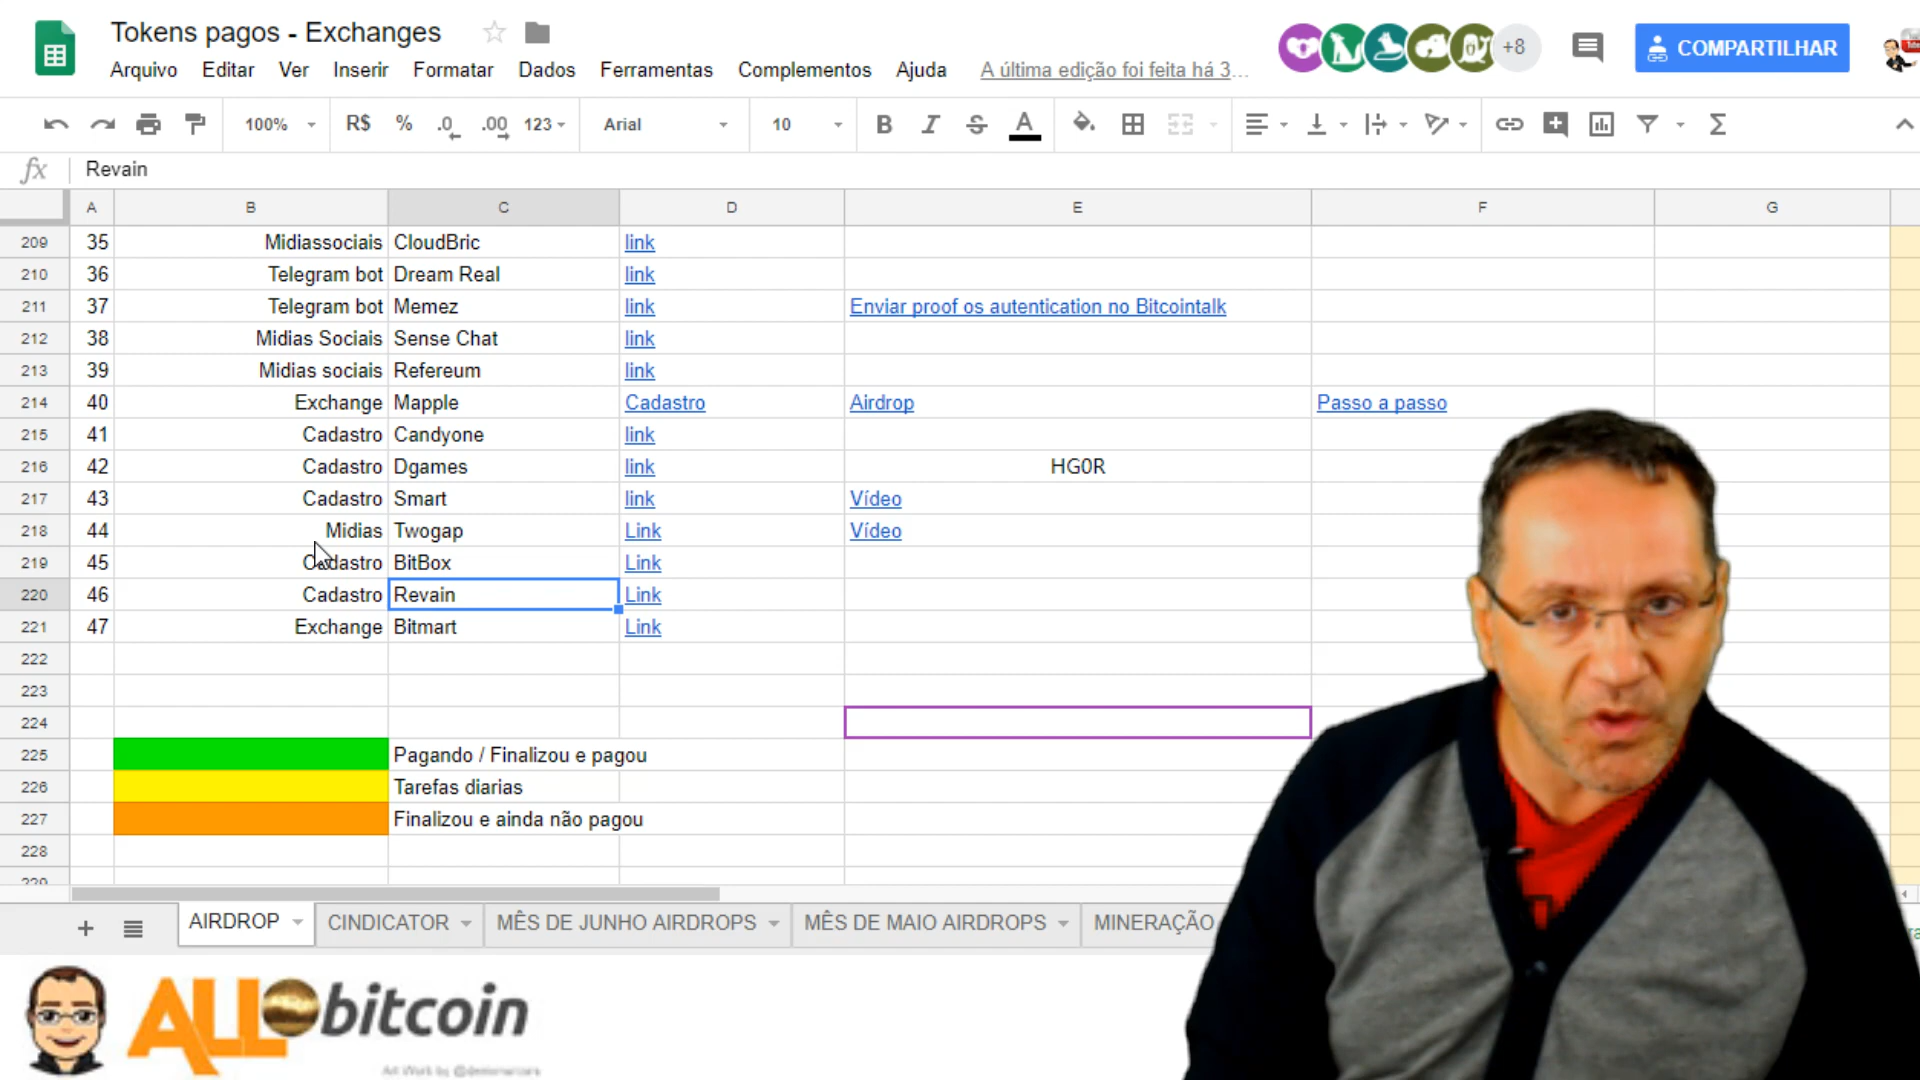 Tokens pagos - Exchanges
+8
COMPARTILHAR
Arquivo Editar Ver Inserir Formatar Dados Ferramentas Complementos Ajuda A última edição foi feita há 3...
100% R$ % .0 .00 123 Arial 10 B I S A Σ
fx Revain
A B C D E F G
209 35 Midiassociais CloudBric link
210 36 Telegram bot Dream Real link
211 37 Telegram bot Memez link Enviar proof os autentication no Bitcointalk
212 38 Midias Sociais Sense Chat link
213 39 Midias sociais Refereum link
214 40 Exchange Mapple Cadastro Airdrop Passo a passo
215 41 Cadastro Candyone link
216 42 Cadastro Dgames link HG0R
217 43 Cadastro Smart link Vídeo
218 44 Midias Twogap Link Vídeo
219 45 Cadastro BitBox Link
220 46 Cadastro Revain Link
221 47 Exchange Bitmart Link
222
223
224
225 Pagando / Finalizou e pagou
226 Tarefas diarias
227 Finalizou e ainda não pagou
228
229
AIRDROP CINDICATOR MÊS DE JUNHO AIRDROPS MÊS DE MAIO AIRDROPS MINERAÇÃO
ALLObitcoin
Art Work by